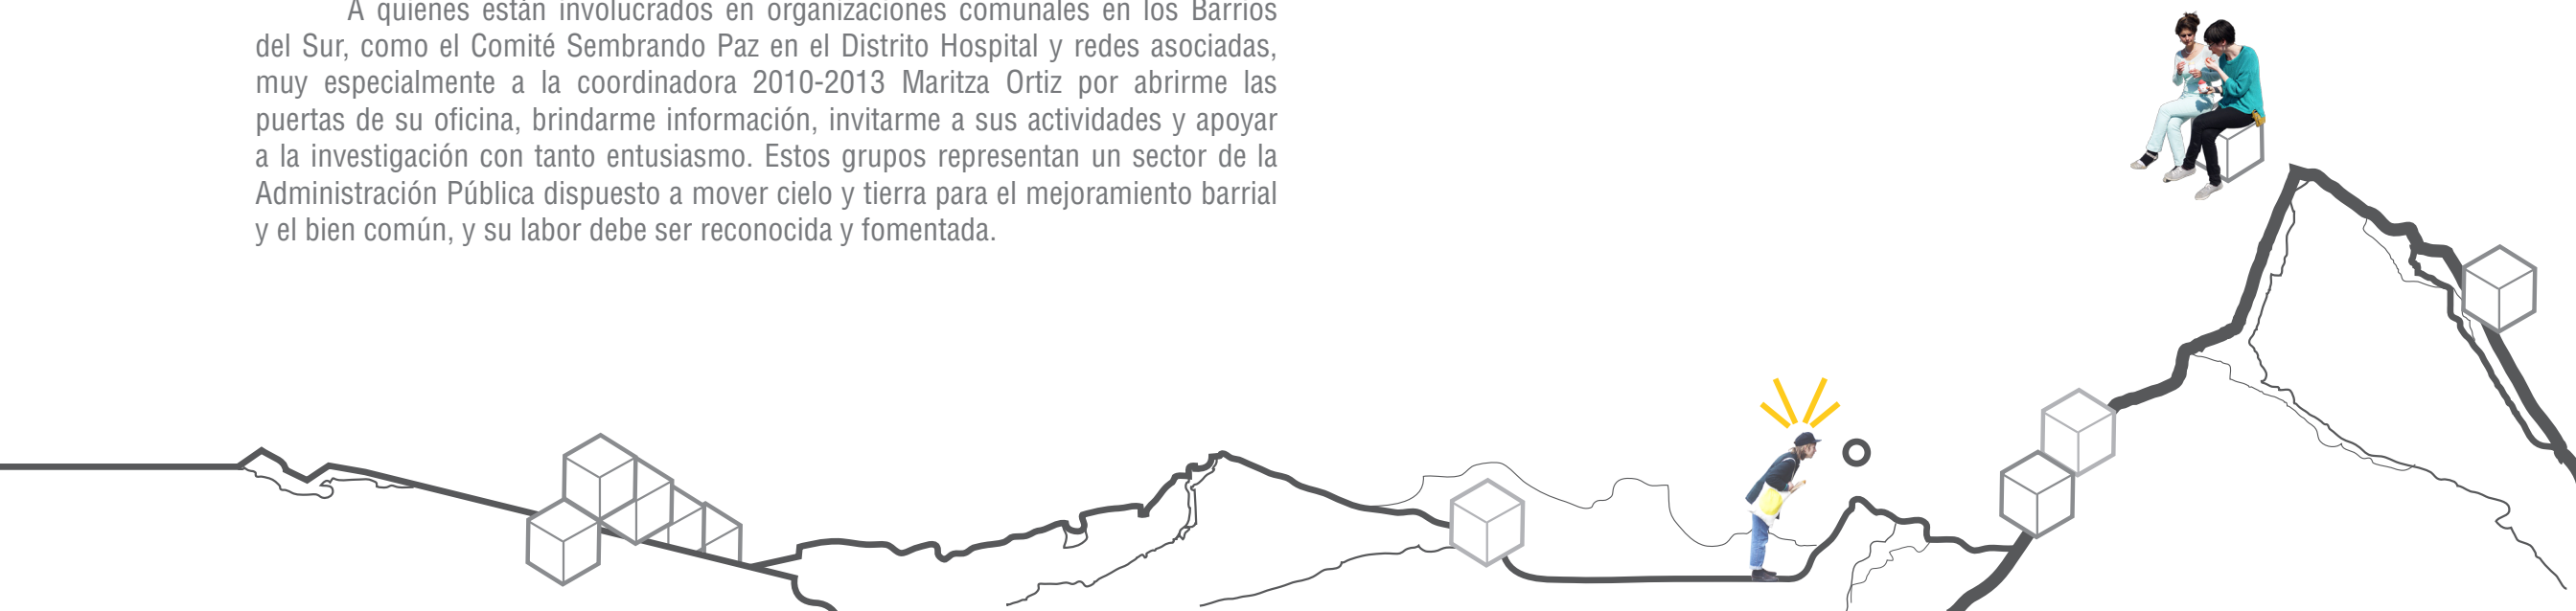 A quienes están involucrados en organizaciones comunales en los Barrios
del Sur, como el Comité Sembrando Paz en el Distrito Hospital y redes asociadas,
muy especialmente a la coordinadora 2010-2013 Maritza Ortiz por abrirme las
puertas de su oficina, brindarme información, invitarme a sus actividades y apoyar
a la investigación con tanto entusiasmo. Estos grupos representan un sector de la
Administración Pública dispuesto a mover cielo y tierra para el mejoramiento barrial
y el bien común, y su labor debe ser reconocida y fomentada.